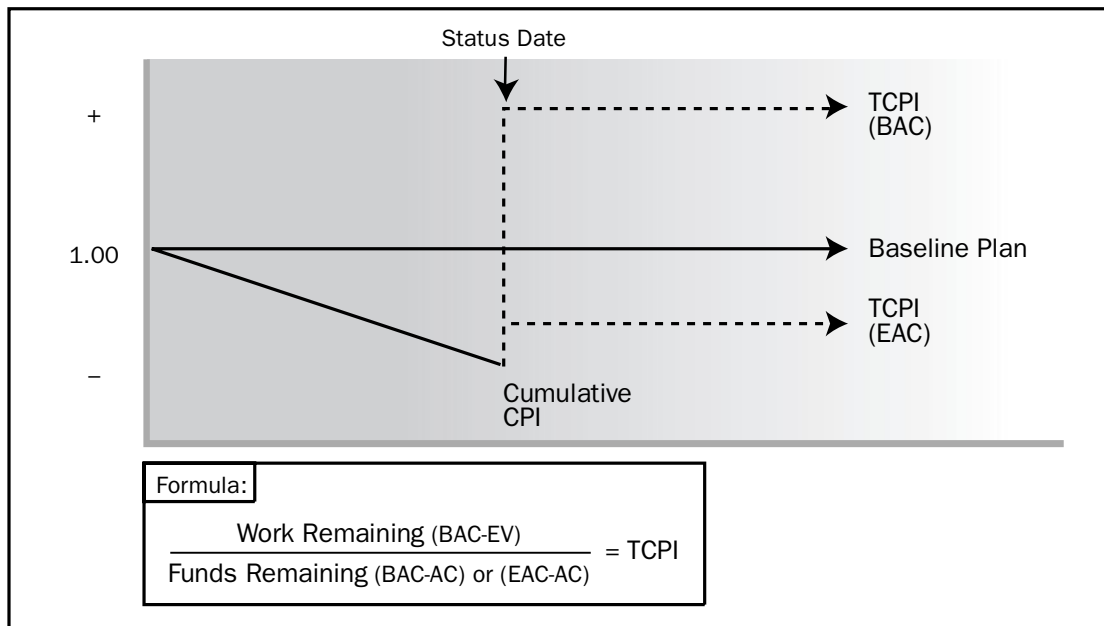 Status Date
+
TCPI
(BAC)
1.00
Baseline Plan
TCPI
(EAC)
–
Cumulative
CPI
Formula:
Work Remaining (BAC-EV)
Funds Remaining (BAC-AC) or (EAC-AC)
= TCPI